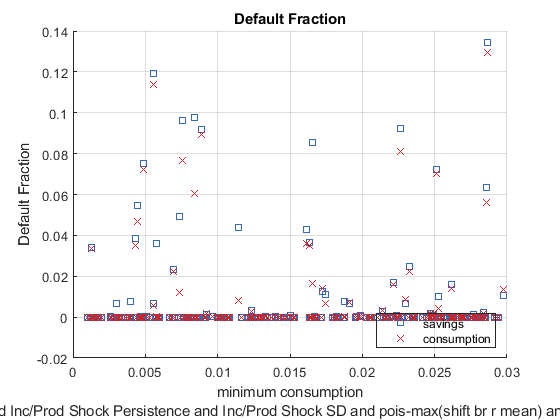 Default Fraction
0.14
0.12
0.1
0.08
0.06
0.04
0.02
0
-0.02
Default Fraction
0
0.005
0.01
0.015
0.02
0.025
0.03
savings
consumption
minimum consumption
d Inc/Prod Shock Persistence and Inc/Prod Shock SD and pois-max(shift br r mean) an